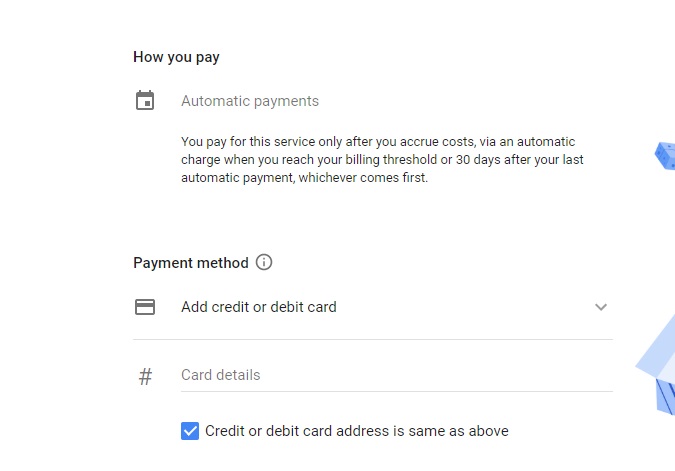 How you pay
Automatic payments
You pay for this service only after you accrue costs, via an automatic
charge when you reach your billing threshold or 30 days after your last
automatic payment, whichever comes first.
Payment method
Add credit or debit card
# Card details
Credit or debit card address is same as above